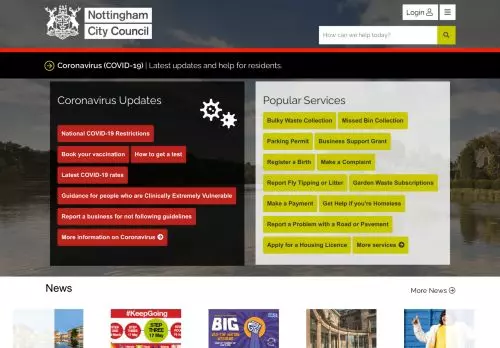 Nottingham
City Council
Login
How can we help today?
Coronavirus (COVID-19) | Latest updates and help for residents.
Coronavirus Updates
National COVID-19 Restrictions
Book your vaccination
How to get a test
Latest COVID-19 rates
Guidance for people who are Clinically Extremely Vulnerable
Report a business for not following guidelines
More information on Coronavirus
Popular Services
Bulky Waste Collection
Missed Bin Collection
Parking Permit
Business Support Grant
Register a Birth
Make a Complaint
Report Fly Tipping or Litter
Garden Waste Subscriptions
Make a Payment
Get Help if you're Homeless
Report a Problem with a Road or Pavement
Apply for a Housing Licence
More services
News
More News
#KeepGoing
STEP
THREE
17 May
BIG